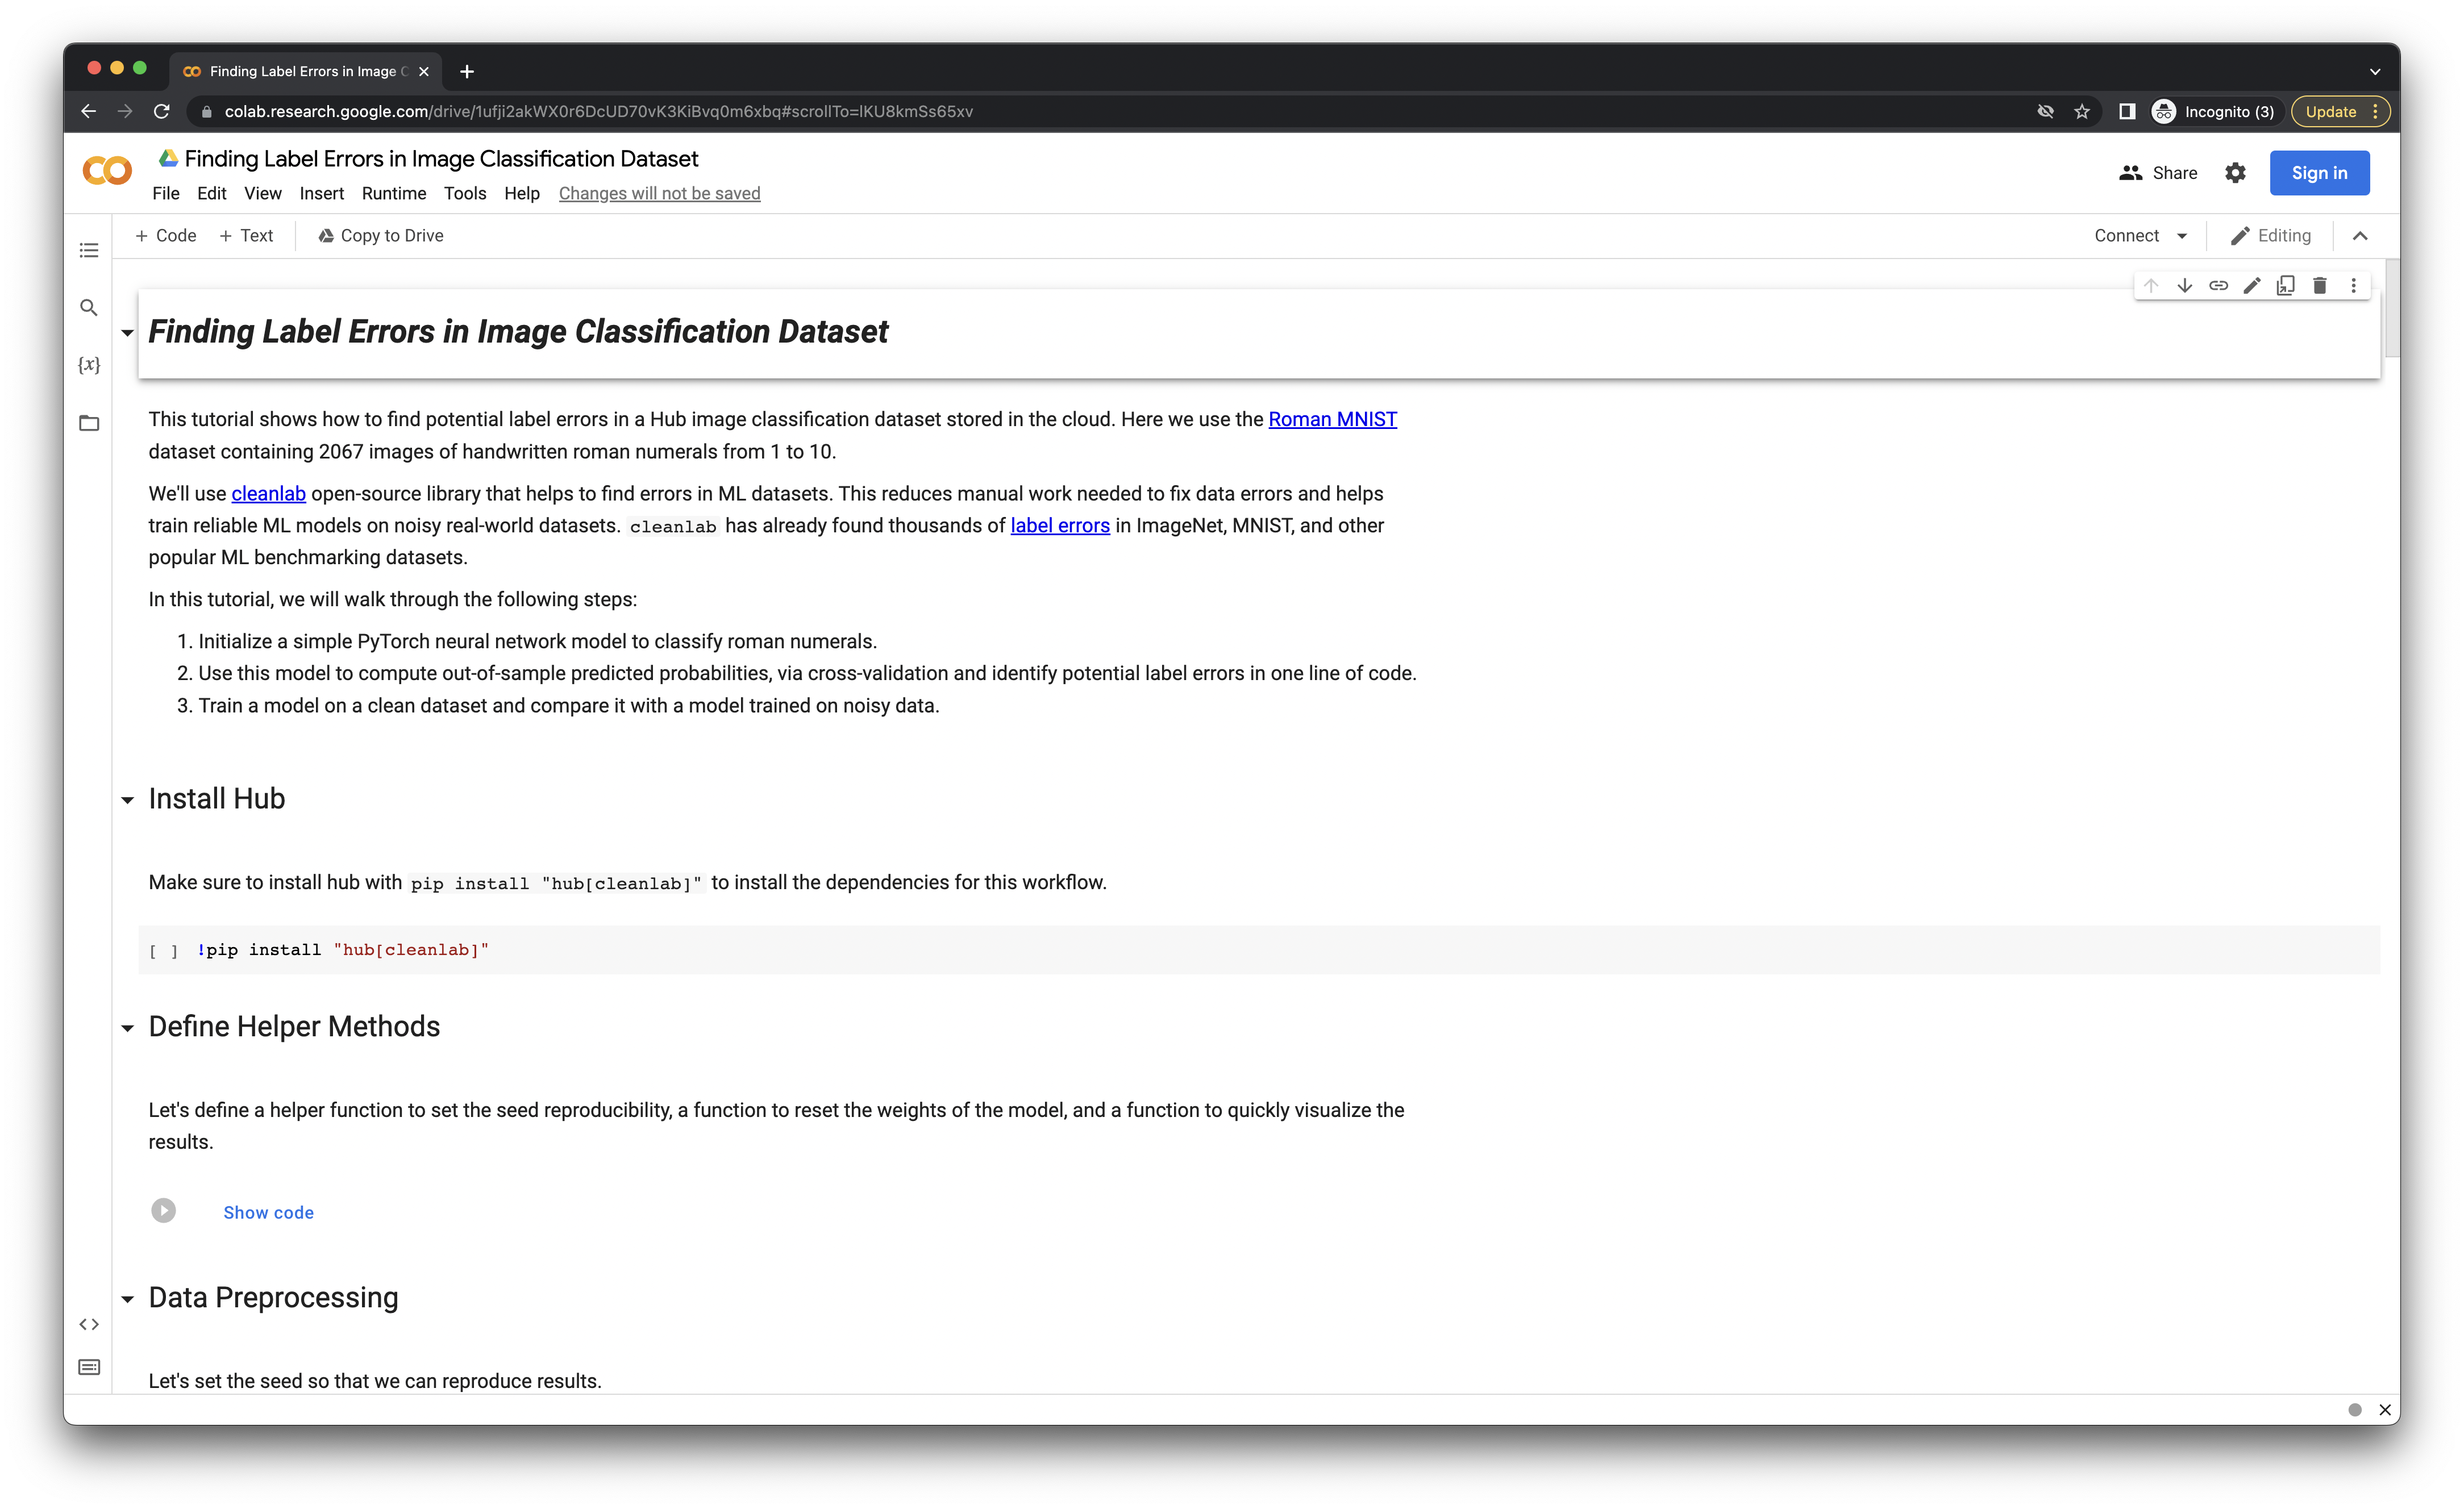 Finding Label Errors in Image C
colab.research.google.com/drive/1ufji2akWX0r6DcUD70vK3KiBvq0m6xbq#scrollTo=lKU8kmSs65xv
Incognito (3)
Update
Finding Label Errors in Image Classification Dataset
File Edit View Insert Runtime Tools Help Changes will not be saved
Share
Sign in
+ Code + Text Copy to Drive
Connect
Editing
{x}
Finding Label Errors in Image Classification Dataset
This tutorial shows how to find potential label errors in a Hub image classification dataset stored in the cloud. Here we use the Roman MNIST
dataset containing 2067 images of handwritten roman numerals from 1 to 10.
We'll use cleanlab open-source library that helps to find errors in ML datasets. This reduces manual work needed to fix data errors and helps
train reliable ML models on noisy real-world datasets. cleanlab has already found thousands of label errors in ImageNet, MNIST, and other
popular ML benchmarking datasets.
In this tutorial, we will walk through the following steps:
1. Initialize a simple PyTorch neural network model to classify roman numerals.
2. Use this model to compute out-of-sample predicted probabilities, via cross-validation and identify potential label errors in one line of code.
3. Train a model on a clean dataset and compare it with a model trained on noisy data.
Install Hub
Make sure to install hub with pip install "hub[cleanlab]" to install the dependencies for this workflow.
[ ] !pip install "hub[cleanlab]"
Define Helper Methods
Let's define a helper function to set the seed reproducibility, a function to reset the weights of the model, and a function to quickly visualize the
results.
Show code
Data Preprocessing
Let's set the seed so that we can reproduce results.